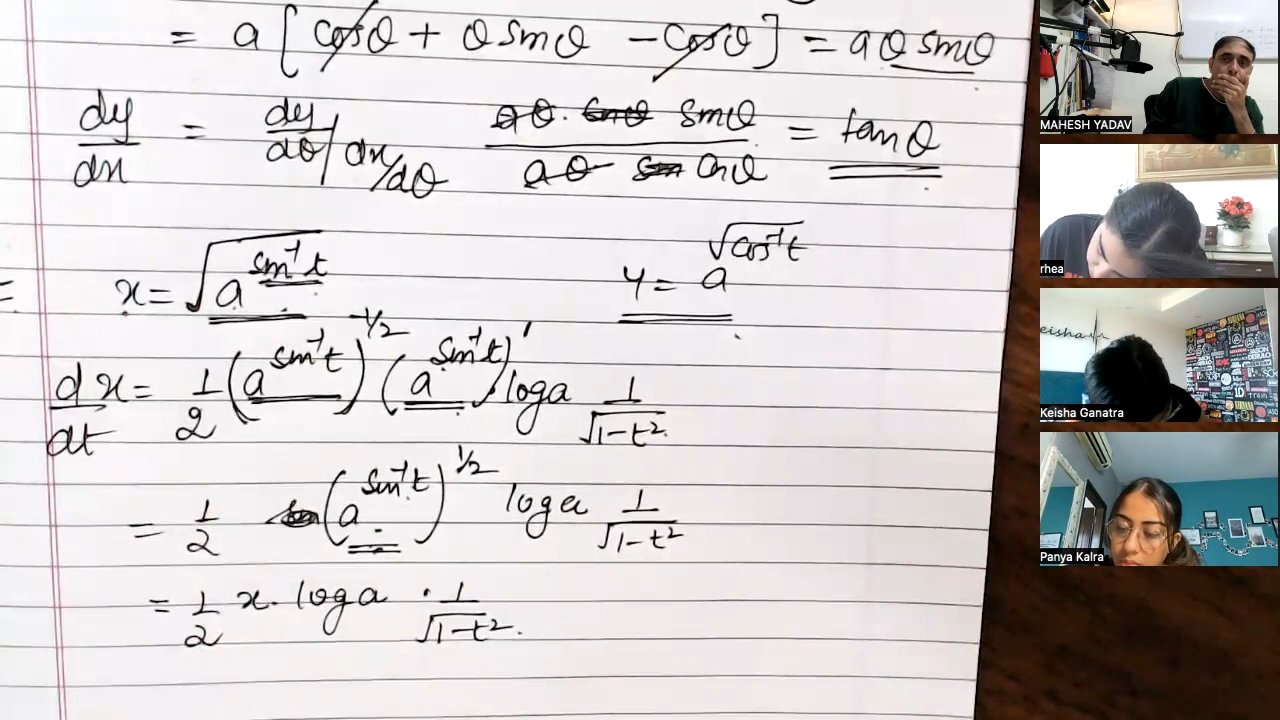 = a [ cosθ + θ sinθ - cosθ ] = aθ sinθ
dy/dx = dy/dθ / dx/dθ aθ. sinθ / aθ cosθ = tanθ
= x = √(a^(sin⁻¹t)) y = a^(√(cos⁻¹t))
dx/dt = 1/2 (a^(sin⁻¹t))^(-1/2) (a^(sin⁻¹t))' loga 1/√(1-t²)
= 1/2 (a^(sin⁻¹t))^(1/2) loga 1/√(1-t²)
= 1/2 x. loga . 1/√(1-t²).
MAHESH YADAV
rhea
eisha
Keisha Ganatra
Panya Kalra